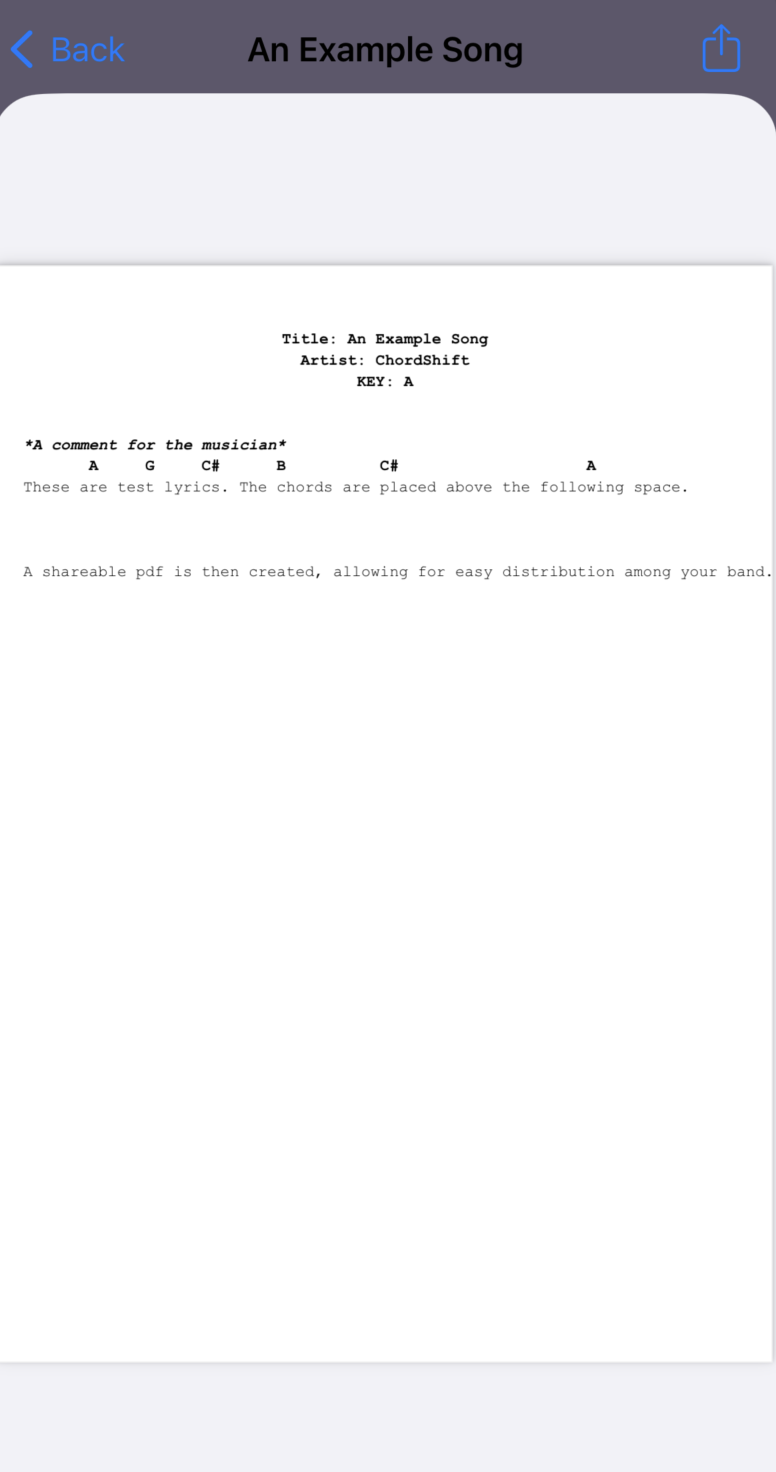 Back An Example Song
Title: An Example Song
Artist: ChordShift
KEY: A
*A comment for the musician*
A G C# B C# A
These are test lyrics. The chords are placed above the following space.
A shareable pdf is then created, allowing for easy distribution among your band.